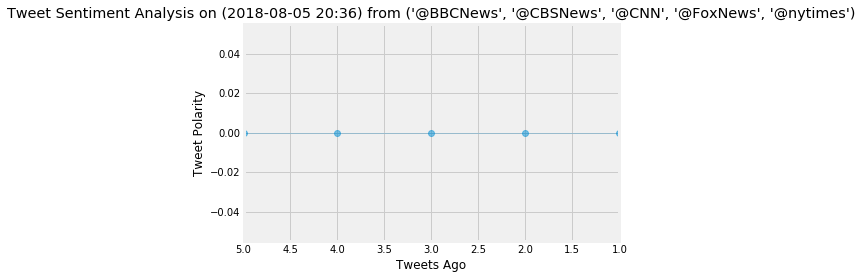 Tweet Sentiment Analysis on (2018-08-05 20:36) from ('@BBCNews', '@CBSNews', '@CNN', '@FoxNews', '@nytimes')
Tweet Polarity
0.04
0.02
0.00
−0.02
−0.04
5.0 4.5 4.0 3.5 3.0 2.5 2.0 1.5 1.0
Tweets Ago